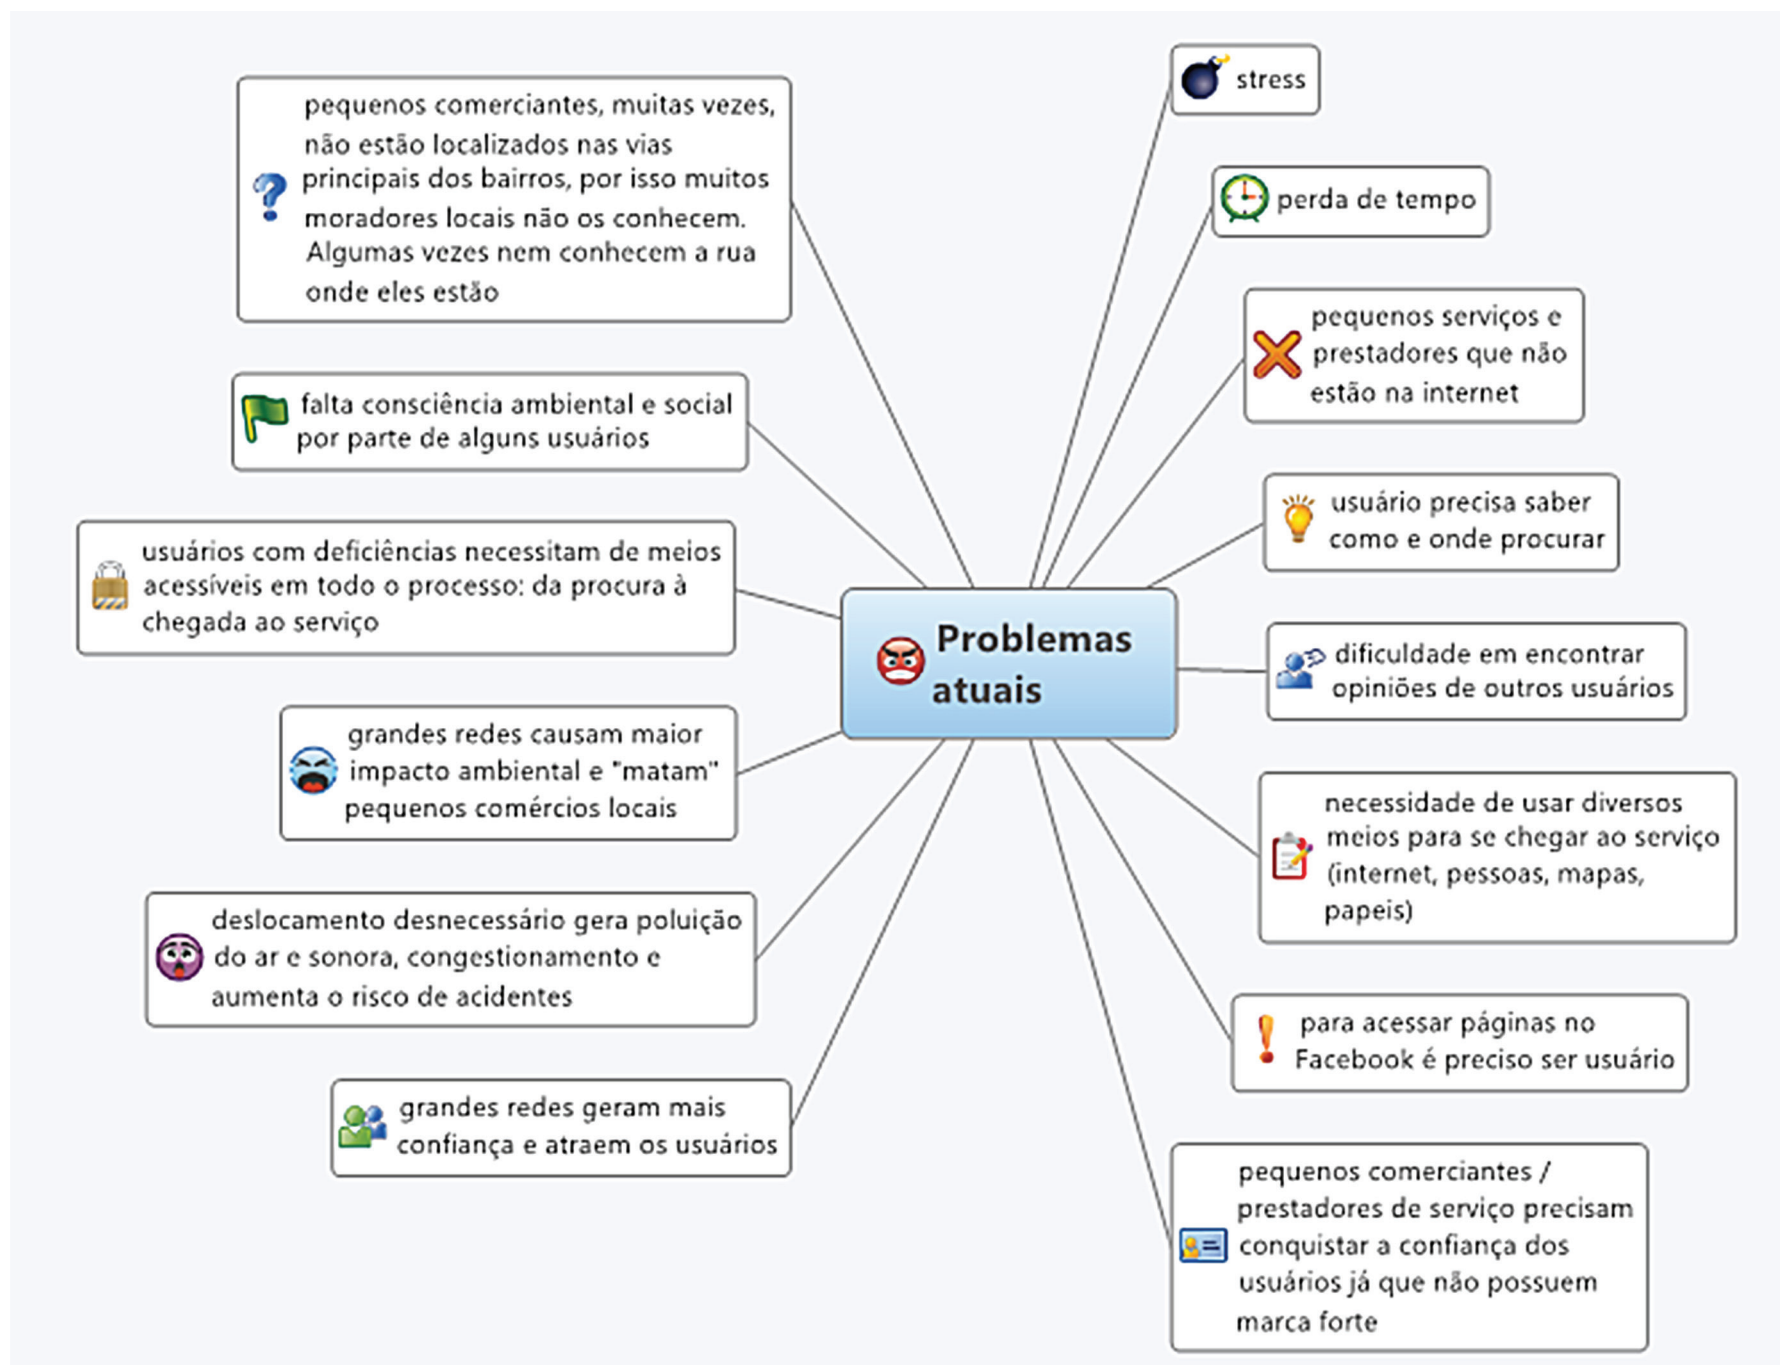 Problemas
atuais
stress
perda de tempo
pequenos serviços e
prestadores que não
estão na internet
usuário precisa saber
como e onde procurar
dificuldade em encontrar
opiniões de outros usuários
necessidade de usar diversos
meios para se chegar ao serviço
(internet, pessoas, mapas,
papeis)
para acessar páginas no
Facebook é preciso ser usuário
pequenos comerciantes /
prestadores de serviço precisam
conquistar a confiança dos
usuários já que não possuem
marca forte
pequenos comerciantes, muitas vezes,
não estão localizados nas vias
principais dos bairros, por isso muitos
moradores locais não os conhecem.
Algumas vezes nem conhecem a rua
onde eles estão
falta consciência ambiental e social
por parte de alguns usuários
usuários com deficiências necessitam de meios
acessíveis em todo o processo: da procura à
chegada ao serviço
grandes redes causam maior
impacto ambiental e "matam"
pequenos comércios locais
deslocamento desnecessário gera poluição
do ar e sonora, congestionamento e
aumenta o risco de acidentes
grandes redes geram mais
confiança e atraem os usuários